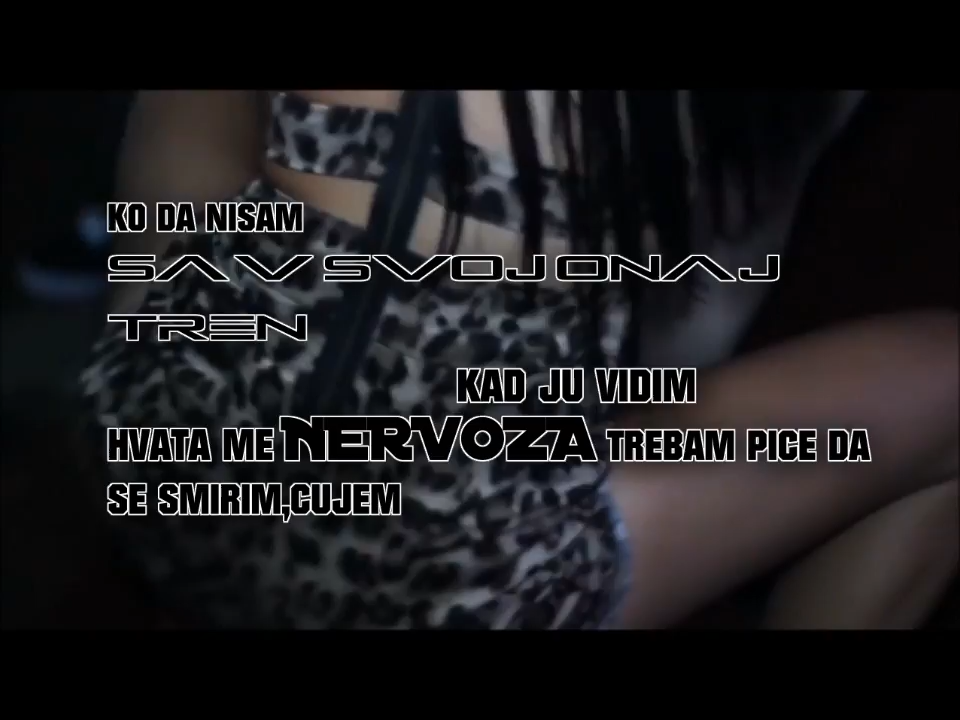 KO DA NISAM
SAV SVOJ ONAJ
TREN
KAD JU VIDIM
HVATA ME NERVOZA TREBAM PICE DA
SE SMIRIM,CUJEM